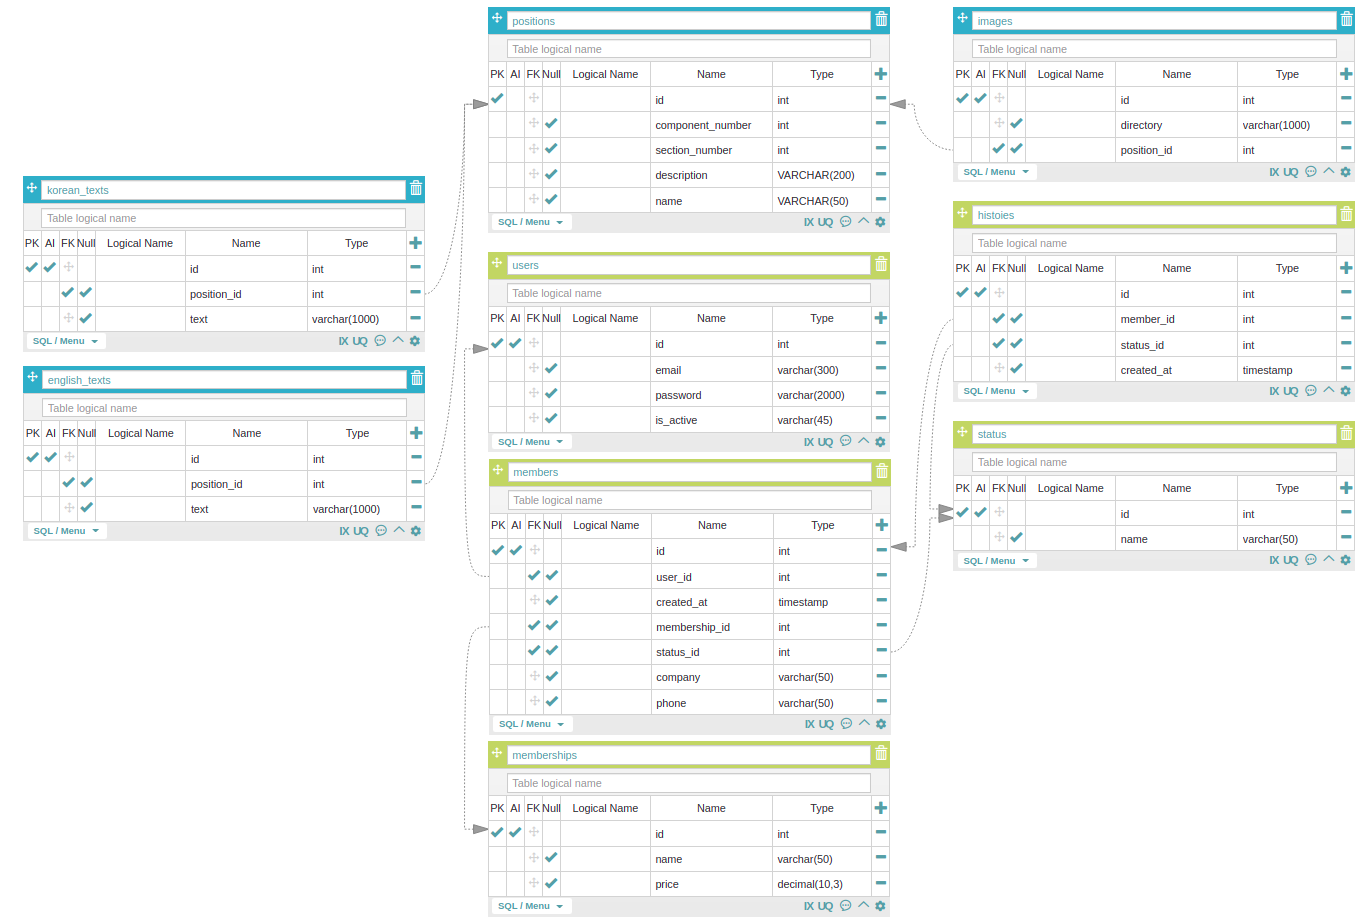 positions
Table logical name
PK AI FK Null Logical Name Name Type
id int
component_number int
section_number int
description VARCHAR(200)
name VARCHAR(50)
SQL / Menu IX UQ
images
Table logical name
PK AI FK Null Logical Name Name Type
id int
directory varchar(1000)
position_id int
SQL / Menu IX UQ
korean_texts
Table logical name
PK AI FK Null Logical Name Name Type
id int
position_id int
text varchar(1000)
SQL / Menu IX UQ
histoies
Table logical name
PK AI FK Null Logical Name Name Type
id int
member_id int
status_id int
created_at timestamp
SQL / Menu IX UQ
users
Table logical name
PK AI FK Null Logical Name Name Type
id int
email varchar(300)
password varchar(2000)
is_active varchar(45)
SQL / Menu IX UQ
english_texts
Table logical name
PK AI FK Null Logical Name Name Type
id int
position_id int
text varchar(1000)
SQL / Menu IX UQ
status
Table logical name
PK AI FK Null Logical Name Name Type
id int
name varchar(50)
SQL / Menu IX UQ
members
Table logical name
PK AI FK Null Logical Name Name Type
id int
user_id int
created_at timestamp
membership_id int
status_id int
company varchar(50)
phone varchar(50)
SQL / Menu IX UQ
memberships
Table logical name
PK AI FK Null Logical Name Name Type
id int
name varchar(50)
price decimal(10,3)
SQL / Menu IX UQ